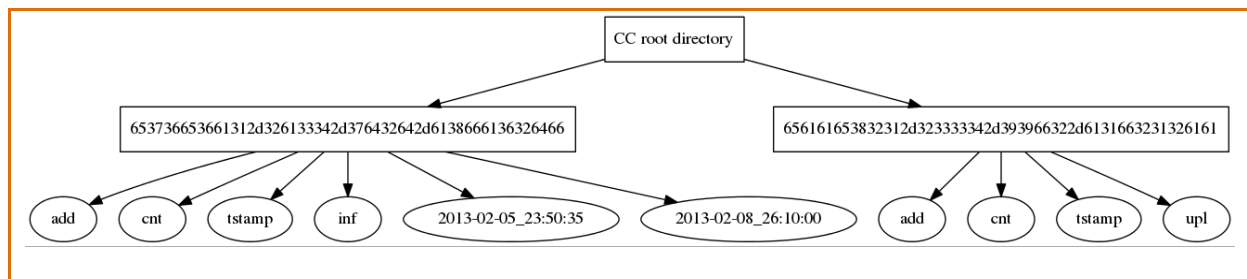 CC root directory
653736653661312d326133342d376432642d6138666136326466
656161653832312d323333342d393966322d6131663231326161
add
cnt
tstamp
inf
2013-02-05_23:50:35
2013-02-08_26:10:00
add
cnt
tstamp
upl